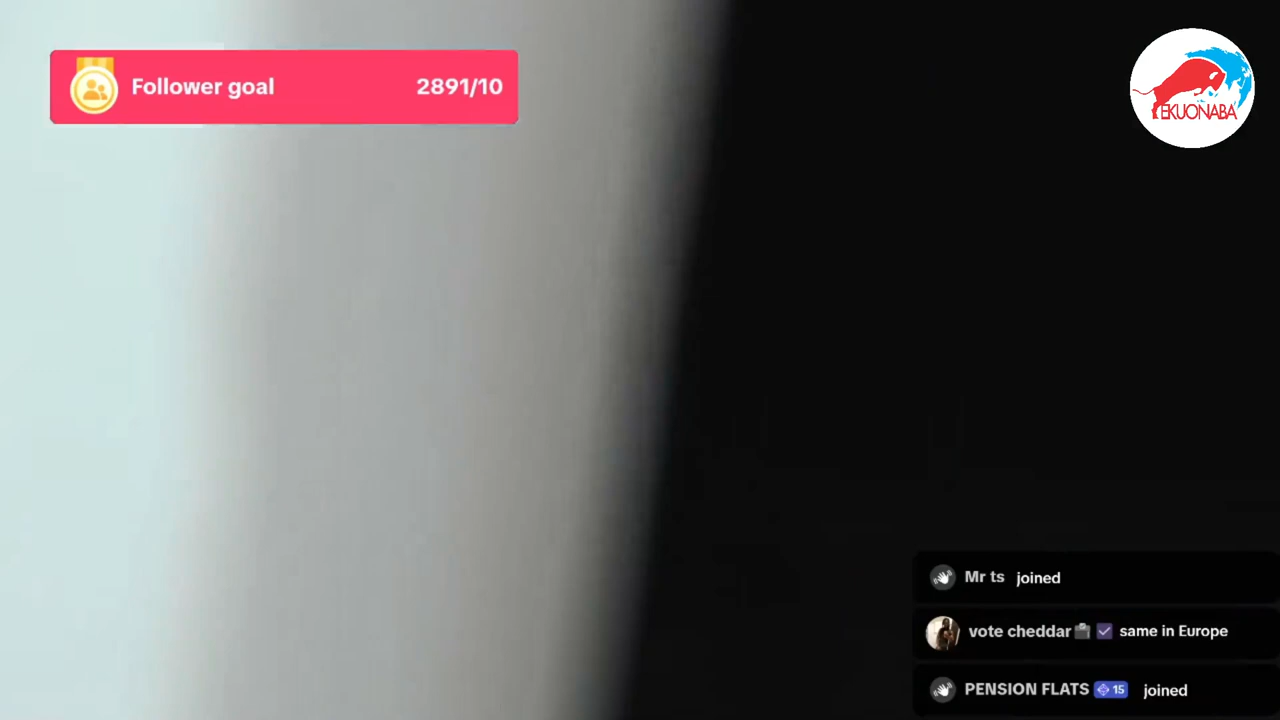 Follower goal 2891/10
EKUONABA
Mr ts joined
vote cheddar same in Europe
PENSION FLATS 15 joined